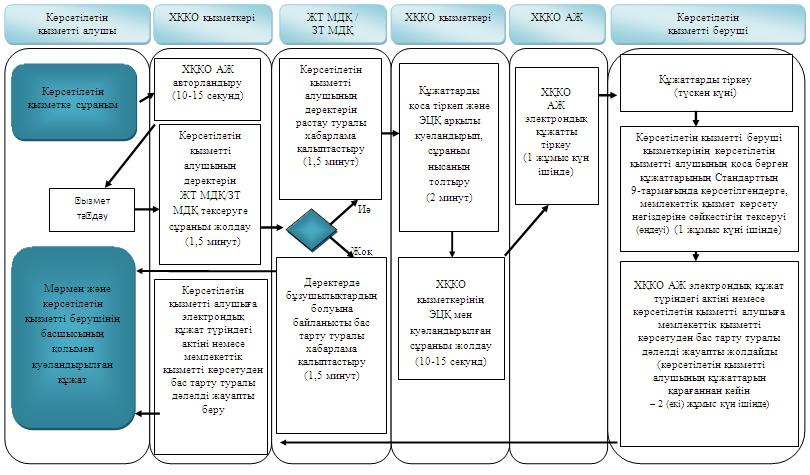 Көрсетілетін
қызметті алушы
ХҚКО қызметкері
ЖТ МДҚ /
ЗТ МДҚ
ХҚКО қызметкері
ХҚКО АЖ
Көрсетілетін
қызметті беруші
Көрсетілетін
қызметке сұраным
ХҚКО АЖ
авторландыру
(10-15 секунд)
Көрсетілетін
қызметті
алушының
деректерін
растау туралы
хабарлама
қалыптастыру
(1,5 минут)
Құжаттарды
қоса тіркеп және
ЭЦҚ арқылы
куәландырып,
сұраным
нысанын
толтыру
(2 минут)
ХҚКО
АЖ
электрондық
құжатты
тіркеу
(1 жұмыс күн
ішінде)
Құжаттарды тіркеу
(түскен күні)
Көрсетілетін
қызметті
алушының
деректерін
ЖТ МДҚ/ЗТ
МДҚ тексеруге
сұраным жолдау
(1,5 минут)
Көрсетілетін қызметті беруші
қызметкерінің көрсетілетін
қызметті алушының қоса берген
құжаттарының Стандарттың
9-тармағында көрсетілгендерге,
мемлекеттік қызмет көрсету
негіздеріне сәйкестігін тексеруі
(өңдеуі) (1 жұмыс күні ішінде)
қызмет
таңдау
Иә
Жоқ
Мөрмен және
көрсетілетін
қызметті берушінің
басшысының
қолымен
куәландырылған
құжат
Көрсетілетін
қызметті алушыға
электрондық
құжат түріндегі
актіні немесе
мемлекеттік
қызметті көрсетуден
бас тарту туралы
дәлелді жауапты
беру
Деректерде
бұзушылықтардың
болуына
байланысты бас
тарту туралы
хабарлама
қалыптастыру
(1,5 минут)
ХҚКО
қызметкерінің
ЭЦҚ мен
куәландырылған
сұраным жолдау
(10-15 секунд)
ХҚКО АЖ электрондық құжат
түріндегі актіні немесе
көрсетілетін қызметті алушыға
мемлекеттік қызметті
көрсетуден бас тарту туралы
дәлелді жауапты жолдайды
(көрсетілетін қызметті
алушының құжаттарын
қарағаннан кейін
– 2 (екі) жұмыс күн ішінде)